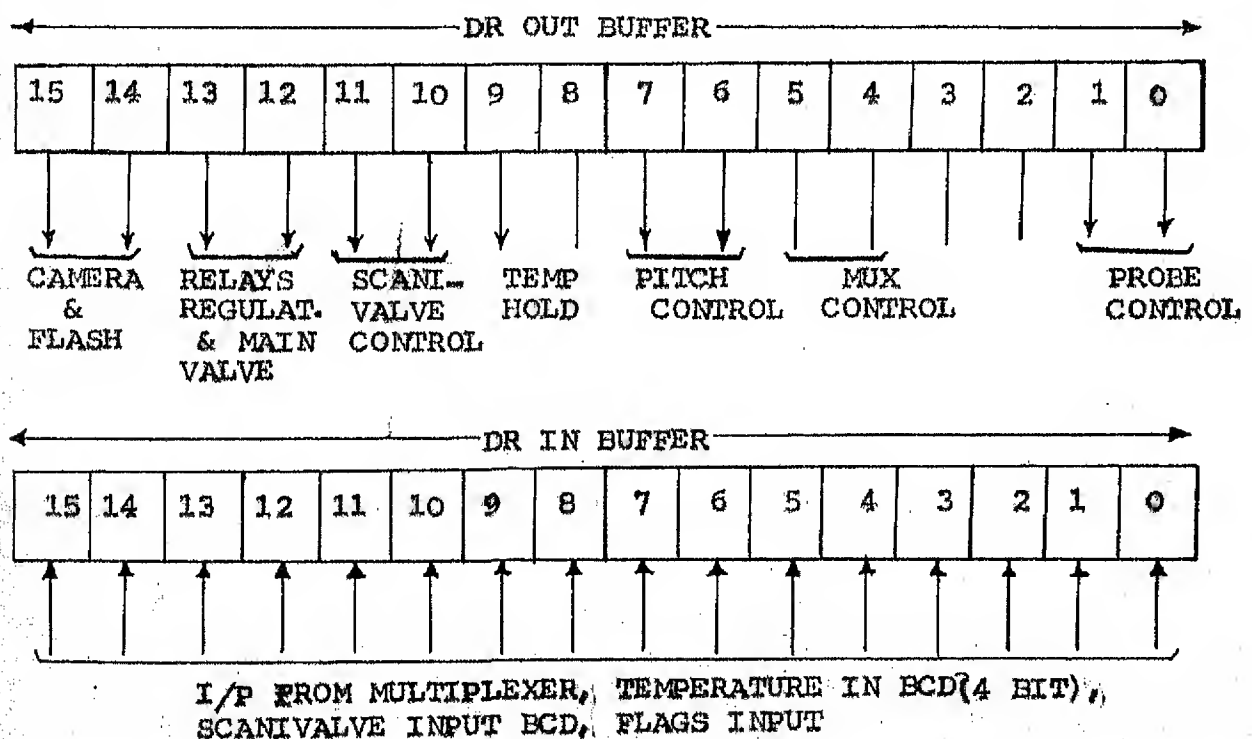 DR OUT BUFFER
15 14 13 12 11 10 9 8 7 6 5 4 3 2 1 0
CAMERA & FLASH
RELAYS REGULAT. & MAIN VALVE
SCANI- VALVE CONTROL
TEMP HOLD
PITCH CONTROL
MUX CONTROL
PROBE CONTROL
DR IN BUFFER
15 14 13 12 11 10 9 8 7 6 5 4 3 2 1 0
I/P FROM MULTIPLEXER, TEMPERATURE IN BCD(4 BIT),
SCANIVALVE INPUT BCD, FLAGS INPUT